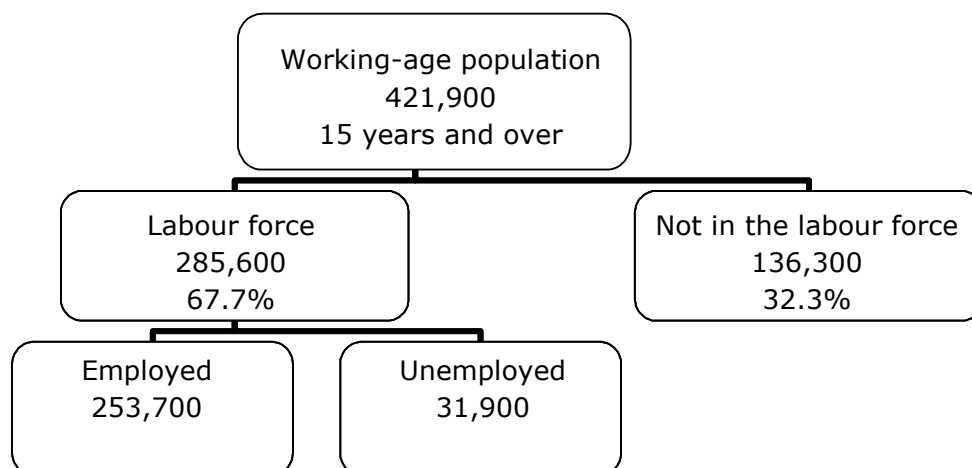 Working-age population
421,900
15 years and over
Labour force
285,600
67.7%
Not in the labour force
136,300
32.3%
Employed
253,700
Unemployed
31,900